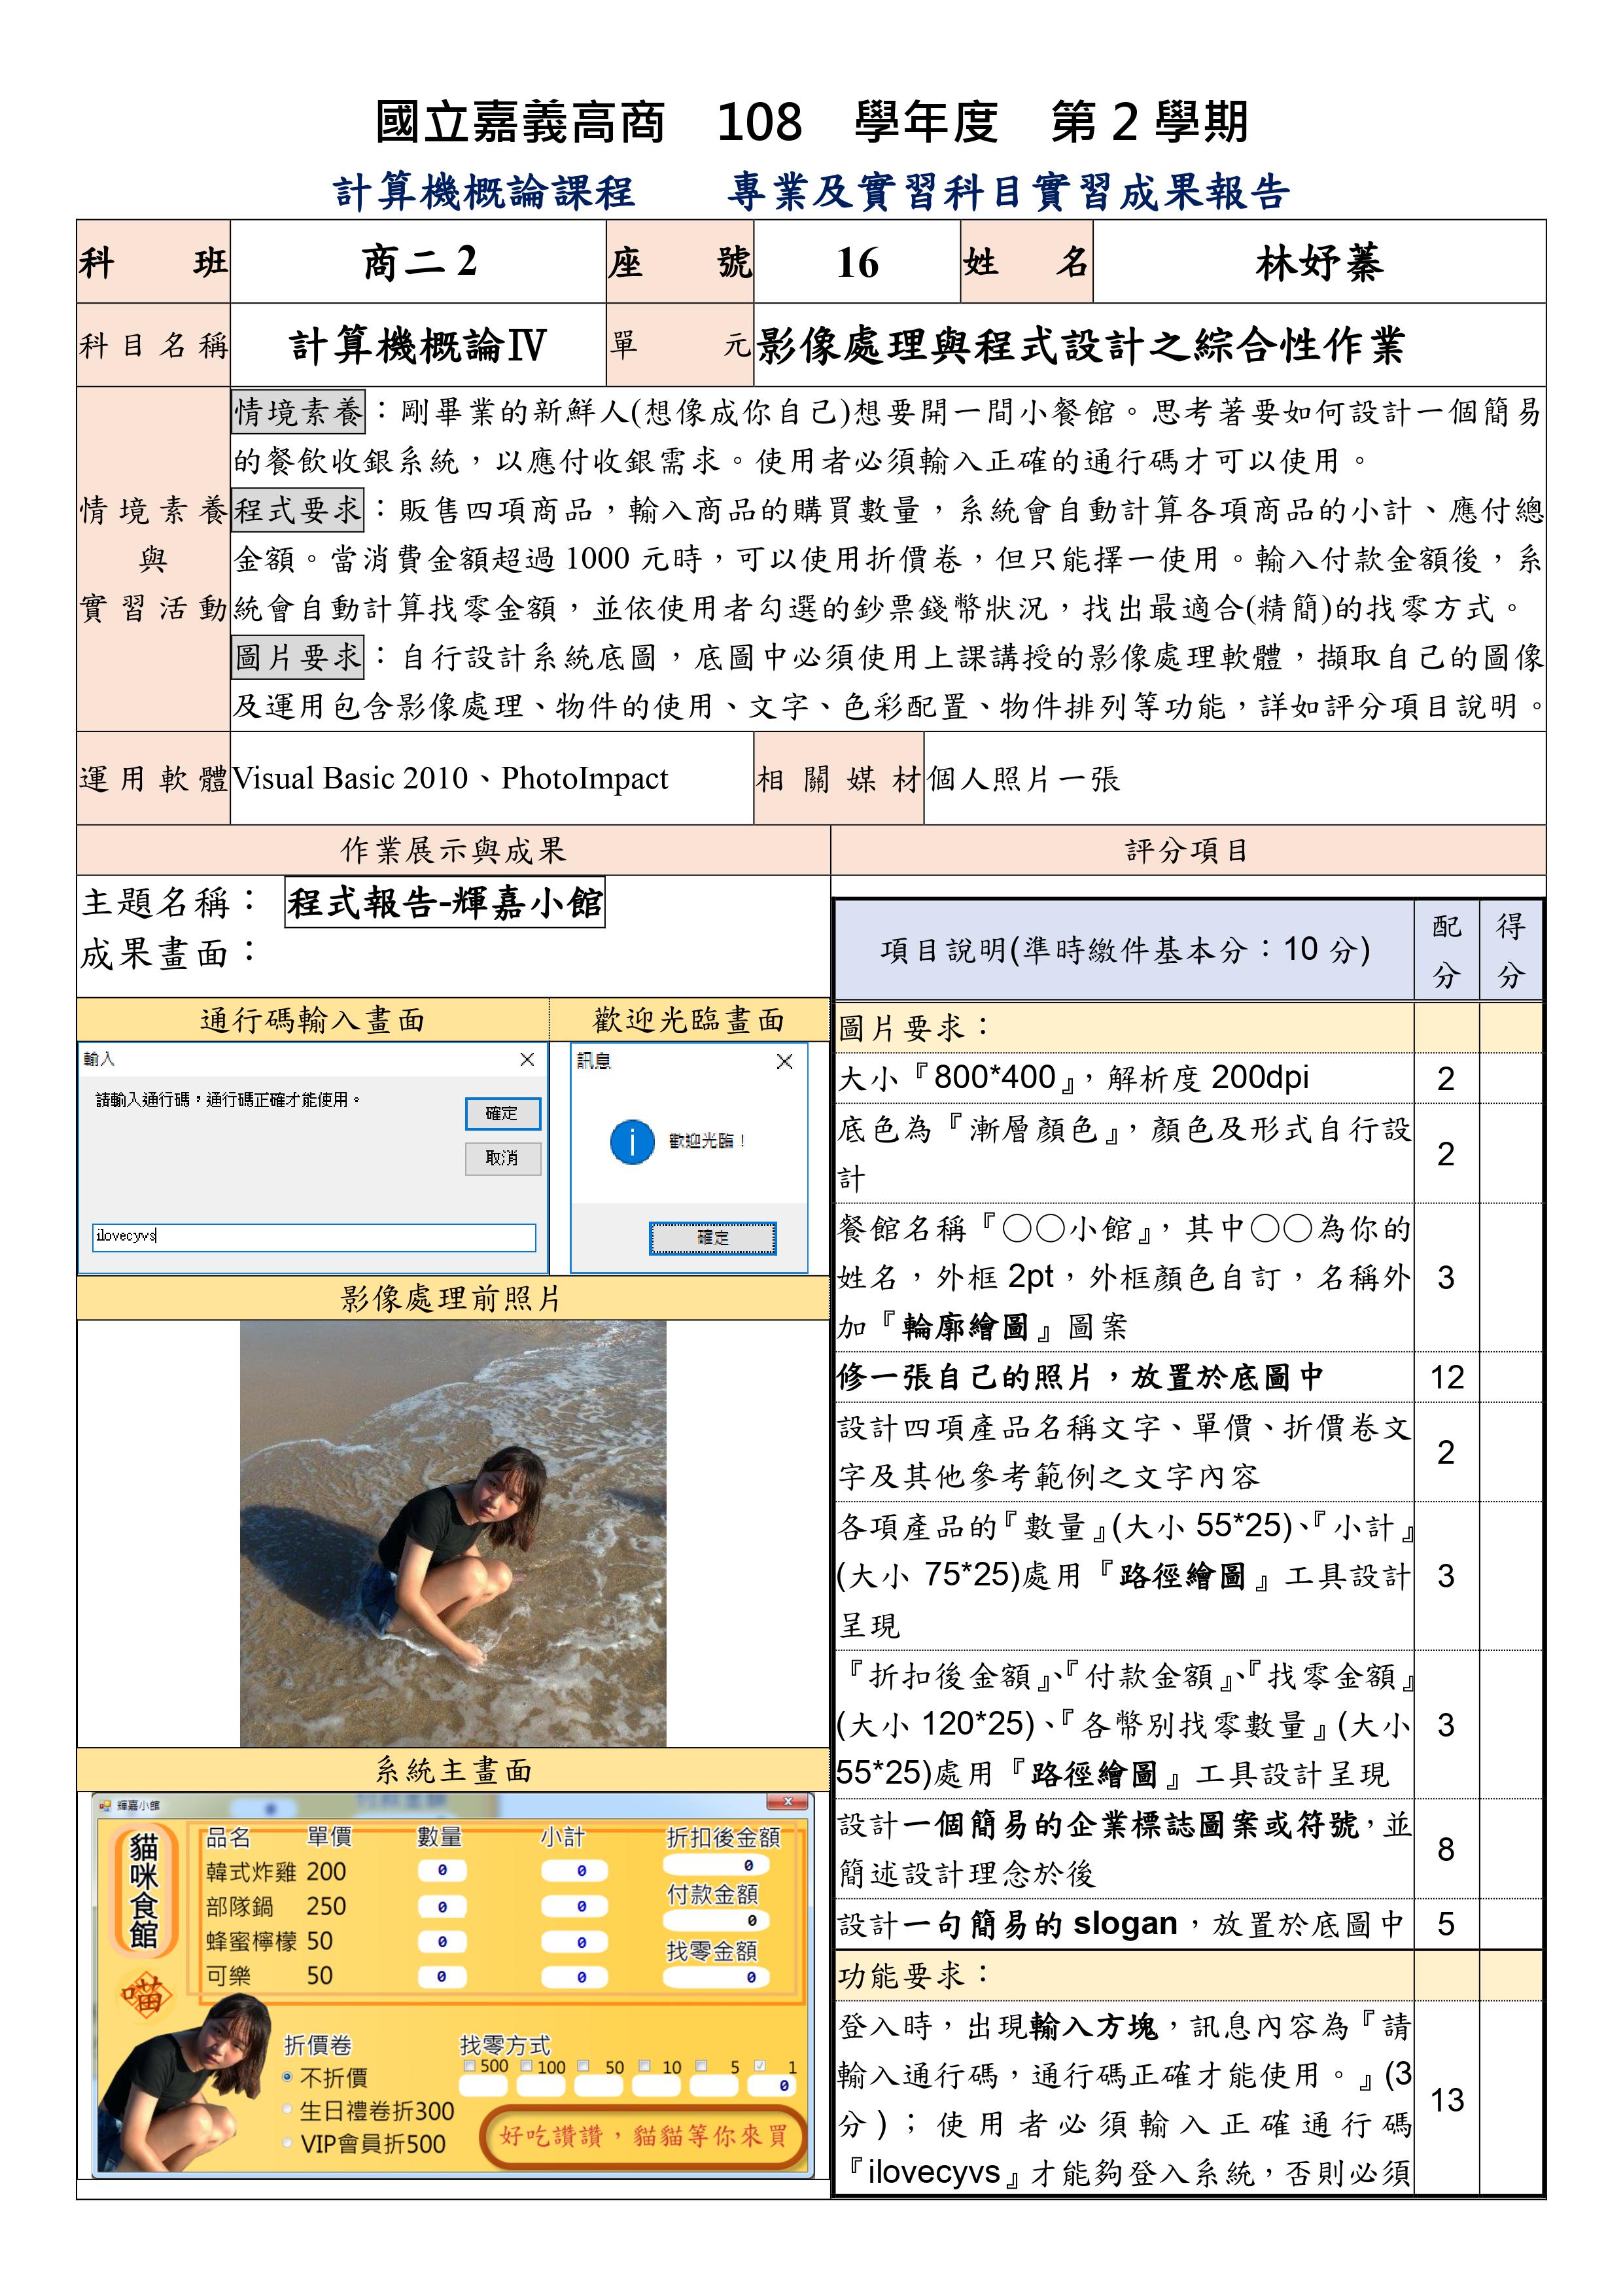 國立嘉義高商　108　學年度　第 2 學期
計算機概論課程　　專業及實習科目實習成果報告
科班 商二 2 座號 16 姓名 林妤蓁
科目名稱 計算機概論Ⅳ 單元 影像處理與程式設計之綜合性作業
情境素養
與
實習活動
情境素養：剛畢業的新鮮人(想像成你自己)想要開一間小餐館。思考著要如何設計一個簡易
的餐飲收銀系統，以應付收銀需求。使用者必須輸入正確的通行碼才可以使用。
程式要求：販售四項商品，輸入商品的購買數量，系統會自動計算各項商品的小計、應付總
金額。當消費金額超過 1000 元時，可以使用折價卷，但只能擇一使用。輸入付款金額後，系
統會自動計算找零金額，並依使用者勾選的鈔票錢幣狀況，找出最適合(精簡)的找零方式。
圖片要求：自行設計系統底圖，底圖中必須使用上課講授的影像處理軟體，擷取自己的圖像
及運用包含影像處理、物件的使用、文字、色彩配置、物件排列等功能，詳如評分項目說明。
運用軟體 Visual Basic 2010、PhotoImpact 相關媒材 個人照片一張
作業展示與成果
主題名稱： 程式報告-輝嘉小館
成果畫面：
通行碼輸入畫面 歡迎光臨畫面
輸入
請輸入通行碼，通行碼正確才能使用。
確定
取消
ilovecyvs
訊息
歡迎光臨！
確定
影像處理前照片
系統主畫面
輝嘉小館
貓咪食館
喵
品名 單價 數量 小計 折扣後金額
韓式炸雞 200 0 0 0
付款金額
部隊鍋 250 0 0 0
蜂蜜檸檬 50 0 0 找零金額
可樂 50 0 0 0
折價卷
不折價
生日禮卷折300
VIP會員折500
找零方式
500 100 50 10 5 1
0
好吃讚讚，貓貓等你來買
評分項目
項目說明(準時繳件基本分：10 分) 配分 得分
圖片要求：
大小『800*400』，解析度 200dpi 2
底色為『漸層顏色』，顏色及形式自行設
計 2
餐館名稱『○○小館』，其中○○為你的
姓名，外框 2pt，外框顏色自訂，名稱外 3
加『輪廓繪圖』圖案
修一張自己的照片，放置於底圖中 12
設計四項產品名稱文字、單價、折價卷文
字及其他參考範例之文字內容 2
各項產品的『數量』(大小 55*25)、『小計』
(大小 75*25)處用『路徑繪圖』工具設計 3
呈現
『折扣後金額』、『付款金額』、『找零金額』
(大小 120*25)、『各幣別找零數量』(大小 3
55*25)處用『路徑繪圖』工具設計呈現
設計一個簡易的企業標誌圖案或符號，並
簡述設計理念於後 8
設計一句簡易的 slogan，放置於底圖中 5
功能要求：
登入時，出現輸入方塊，訊息內容為『請
輸入通行碼，通行碼正確才能使用。』(3
分)；使用者必須輸入正確通行碼 13
『ilovecyvs』才能夠登入系統，否則必須